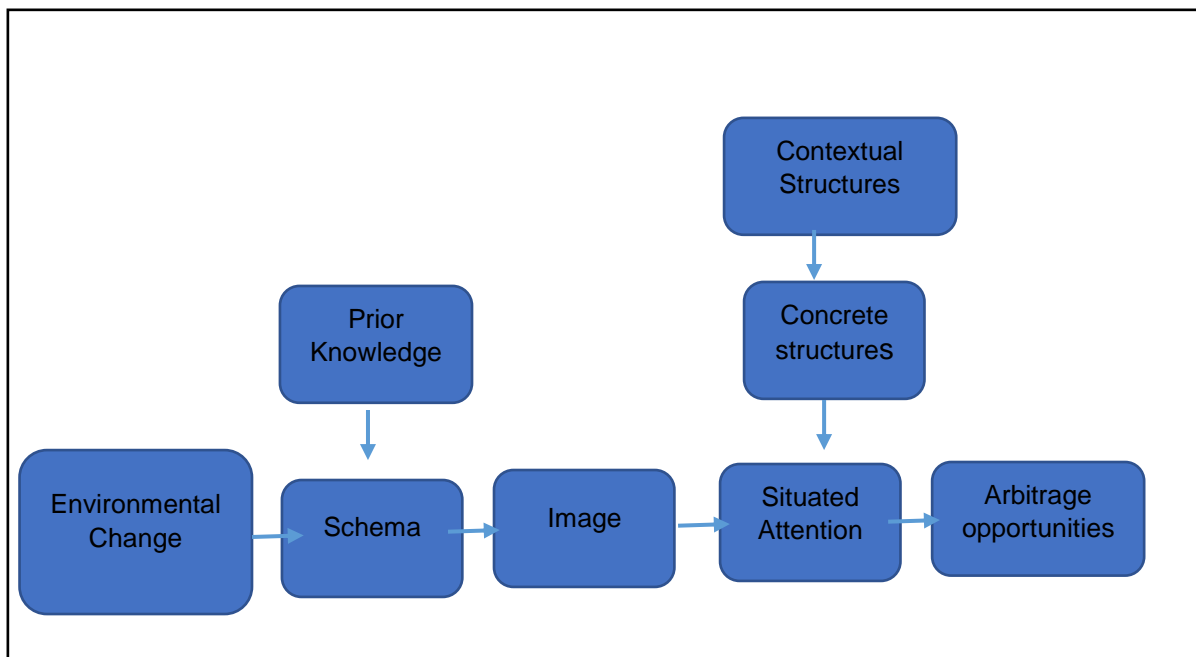 Contextual
Structures
Concrete
structures
Prior
Knowledge
Environmental
Change
Schema
Image
Situated
Attention
Arbitrage
opportunities